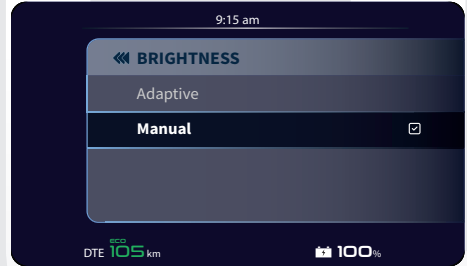 9:15 am
BRIGHTNESS
Adaptive
Manual
DTE ECO 105 km 100%